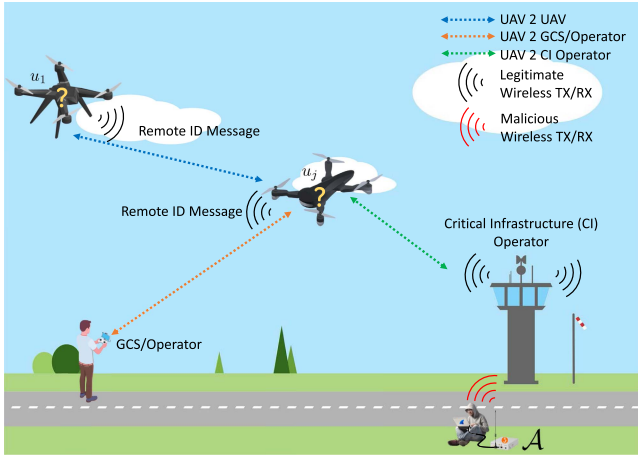 UAV 2 UAV
UAV 2 GCS/Operator
UAV 2 CI Operator
Legitimate
Wireless TX/RX
Malicious
Wireless TX/RX
u1
?
Remote ID Message
uj
?
Remote ID Message
Critical Infrastructure (CI)
Operator
GCS/Operator
A